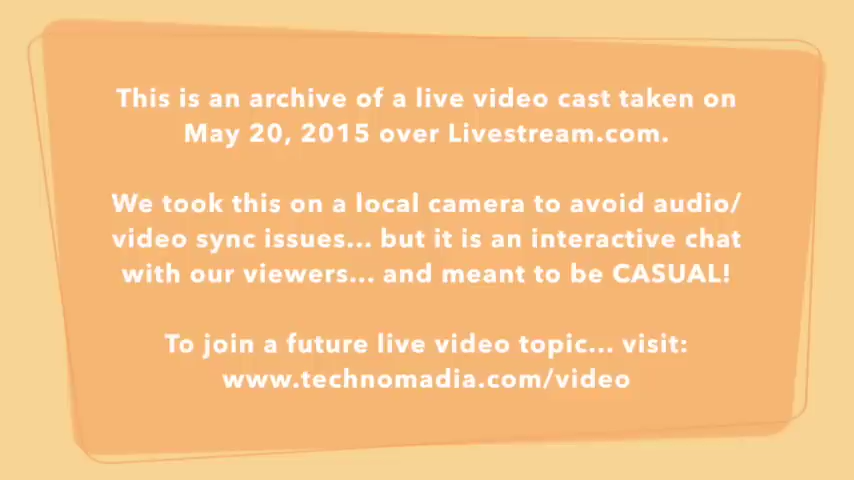 This is an archive of a live video cast taken on
May 20, 2015 over Livestream.com.
We took this on a local camera to avoid audio/
video sync issues... but it is an interactive chat
with our viewers... and meant to be CASUAL!
To join a future live video topic... visit:
www.technomadia.com/video